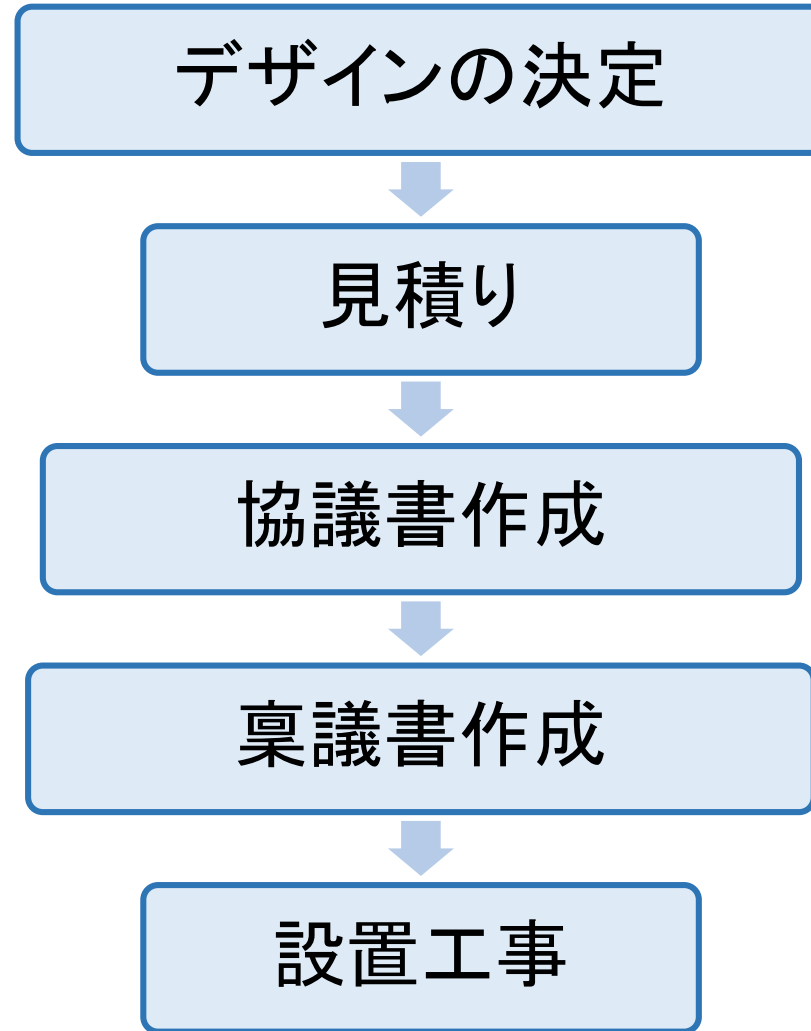 デザインの決定
見積り
協議書作成
稟議書作成
設置工事